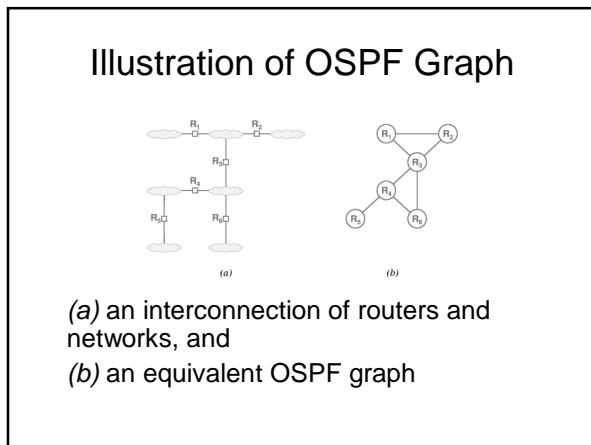 Illustration of OSPF Graph
R1
R2
R3
R4
R5
R6
(a)
R1
R2
R3
R4
R5
R6
(b)
(a) an interconnection of routers and
networks, and
(b) an equivalent OSPF graph